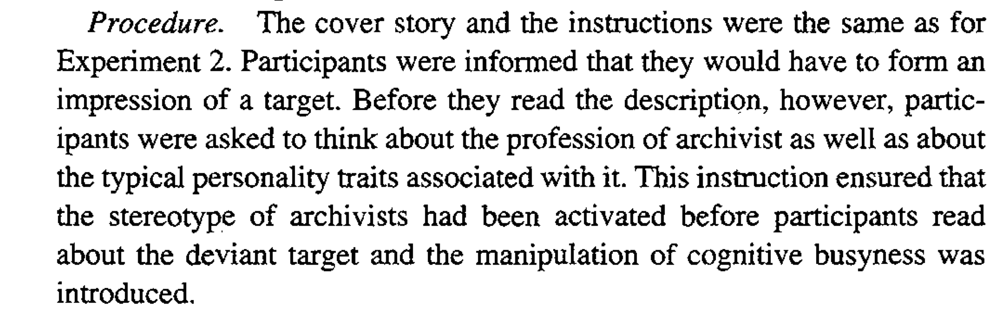 Procedure. The cover story and the instructions were the same as for
Experiment 2. Participants were informed that they would have to form an
impression of a target. Before they read the description, however, partic-
ipants were asked to think about the profession of archivist as well as about
the typical personality traits associated with it. This instruction ensured that
the stereotype of archivists had been activated before participants read
about the deviant target and the manipulation of cognitive busyness was
introduced.